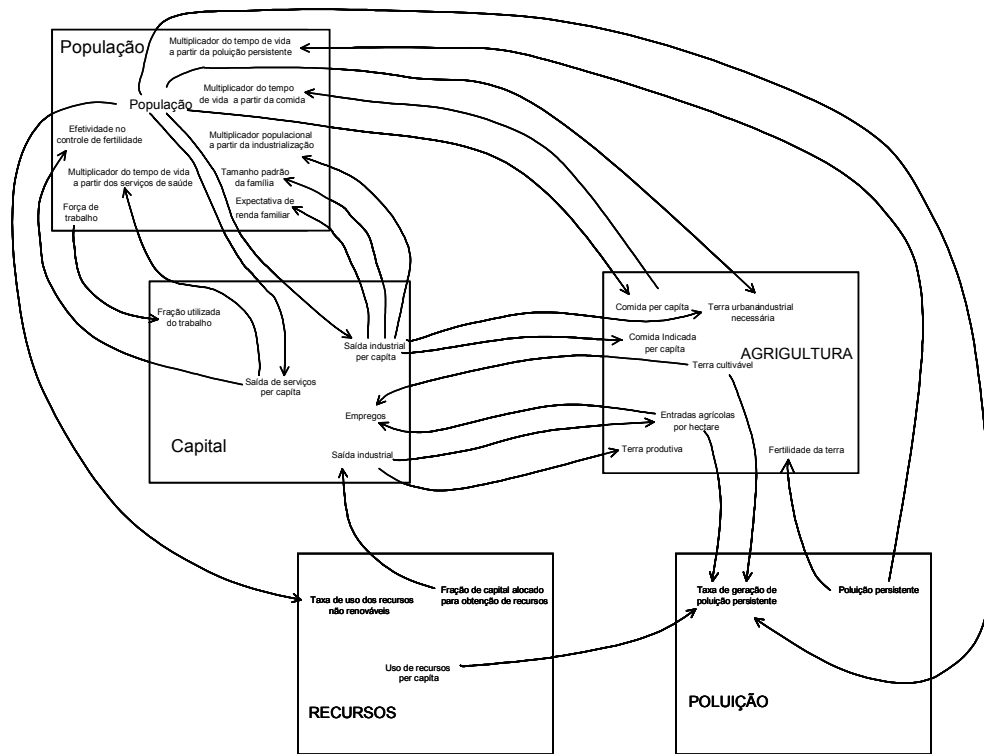 População
Multiplicador do tempo de vida
a partir da poluição persistente
Multiplicador do tempo
de vida a partir da comida
População
Efetividade no
controle de fertilidade
Multiplicador populacional
a partir da industrialização
Multiplicador do tempo de vida
a partir dos serviços de saúde
Tamanho padrão
da família
Expectativa de
renda familiar
Força de
trabalho
Fração utilizada
do trabalho
Saída industrial
per capíta
Saída de serviços
per capíta
Empregos
Capital
Saída industrial
Comida per capíta
Terra urbanaindustrial
necessária
Comida Indicada
per capíta
AGRIGULTURA
Terra cultivável
Entradas agrícolas
por hectare
Terra produtiva
Fertilidade da terra
Taxa de uso dos recursos
não renováveis
Fração de capital alocado
para obtenção de recursos
Uso de recursos
per capíta
RECURSOS
Taxa de geração de
poluição persistente
Poluição persistente
POLUIÇÃO